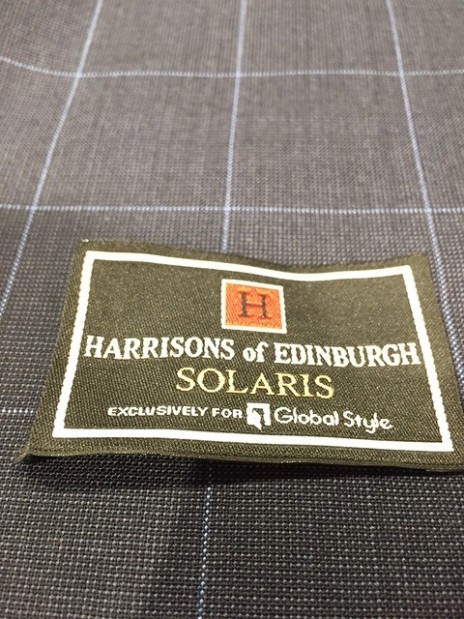 H
HARRISONS of EDINBURGH
SOLARIS
EXCLUSIVELY FOR Global Style